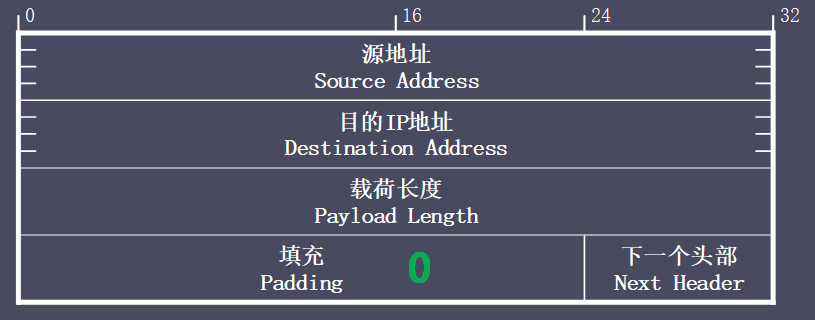 0 16 24 32
源地址
Source Address
目的IP地址
Destination Address
载荷长度
Payload Length
填充
Padding
0
下一个头部
Next Header